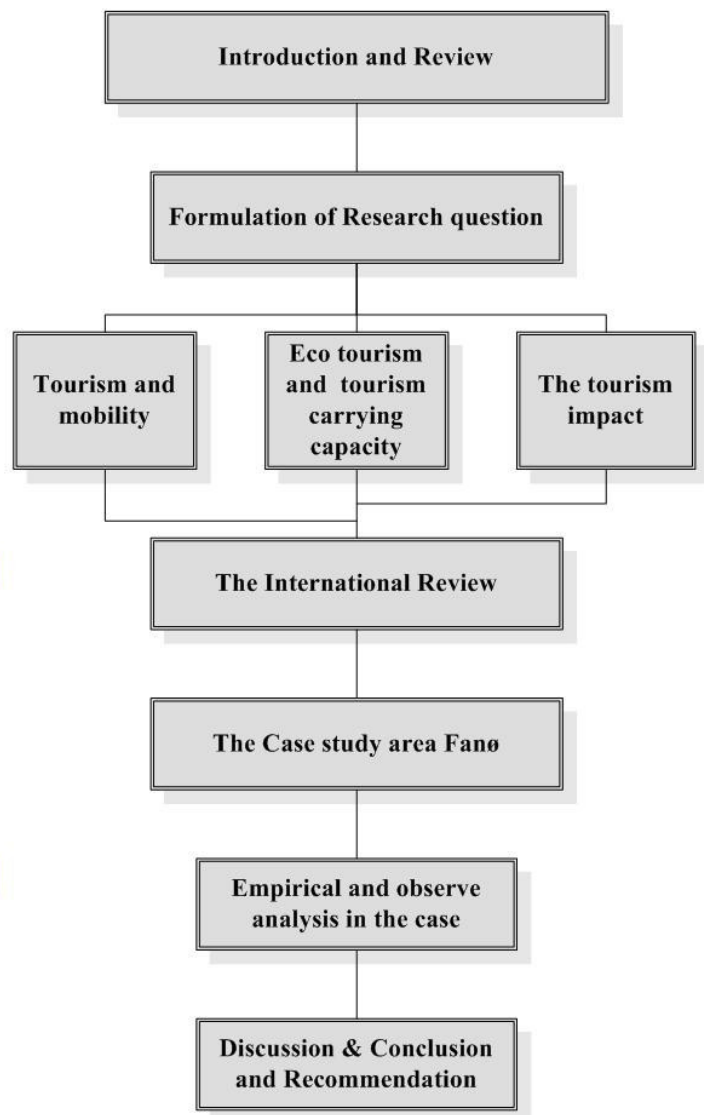 Introduction and Review
Formulation of Research question
Tourism and
mobility
Eco tourism
and tourism
carrying
capacity
The tourism
impact
The International Review
The Case study area Fanø
Empirical and observe
analysis in the case
Discussion & Conclusion
and Recommendation